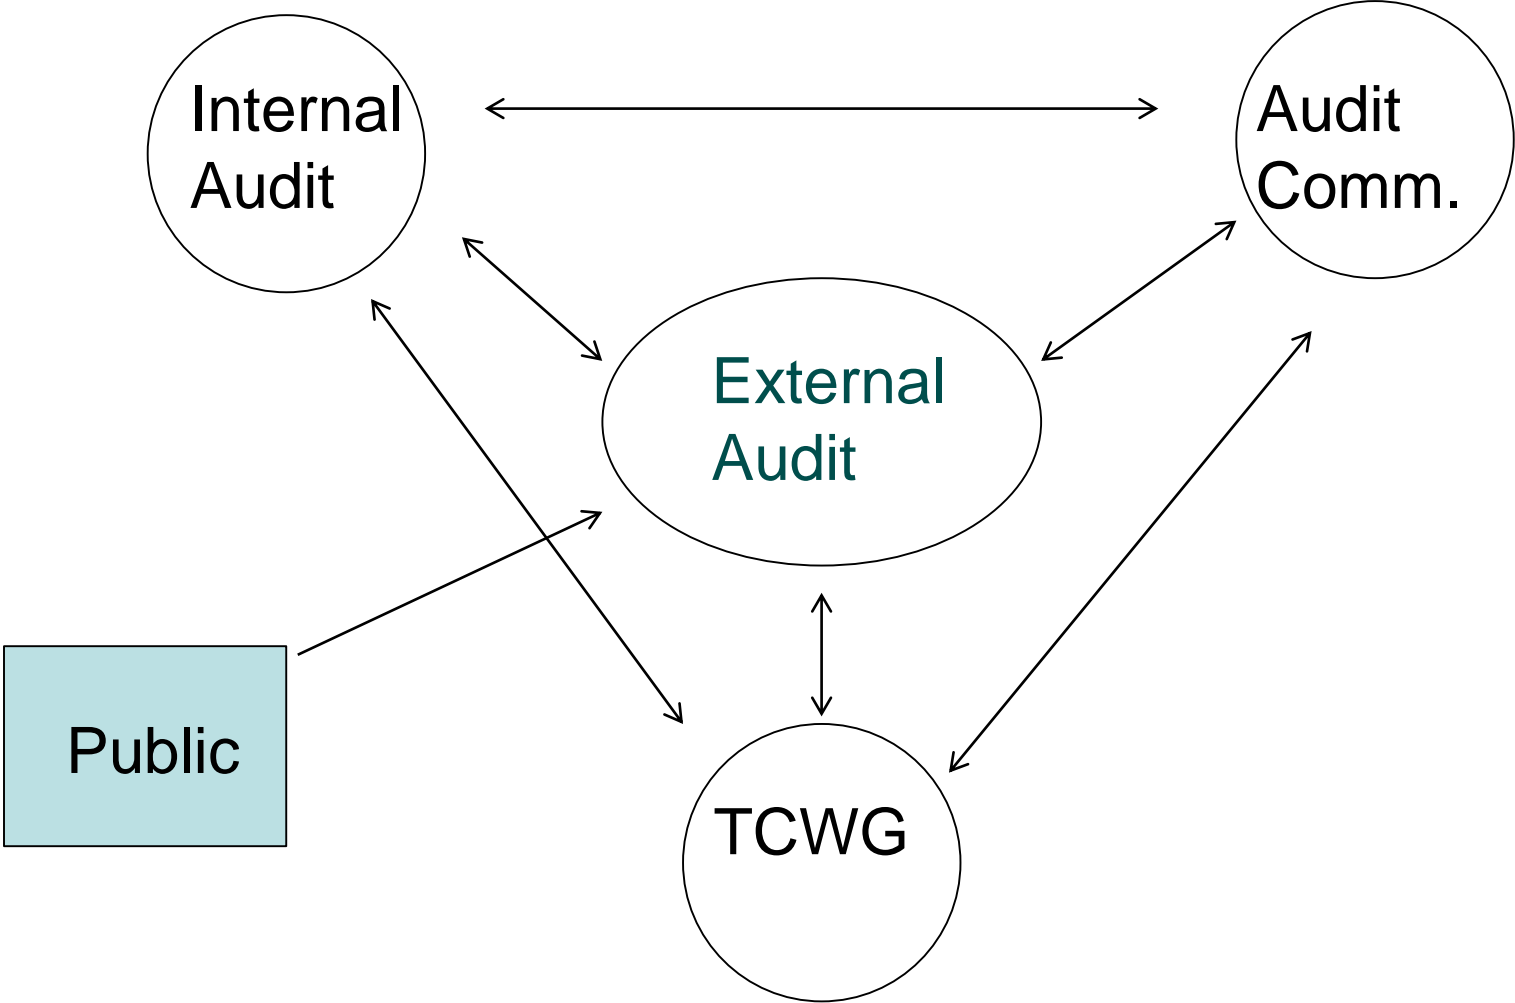 Internal
Audit
Audit
Comm.
External
Audit
Public
TCWG